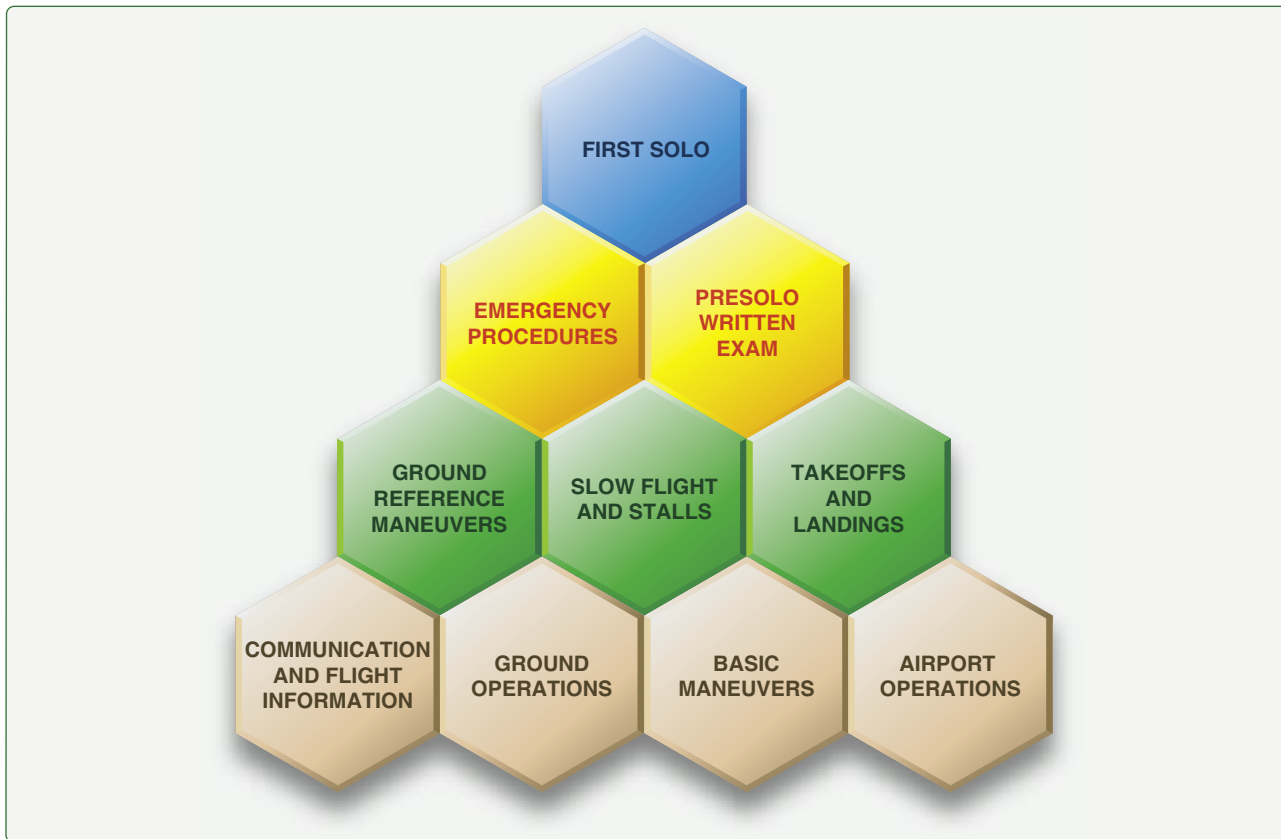 FIRST SOLO
EMERGENCY
PROCEDURES
PRESOLO
WRITTEN
EXAM
GROUND
REFERENCE
MANEUVERS
SLOW FLIGHT
AND STALLS
TAKEOFFS
AND
LANDINGS
COMMUNICATION
AND FLIGHT
INFORMATION
GROUND
OPERATIONS
BASIC
MANEUVERS
AIRPORT
OPERATIONS